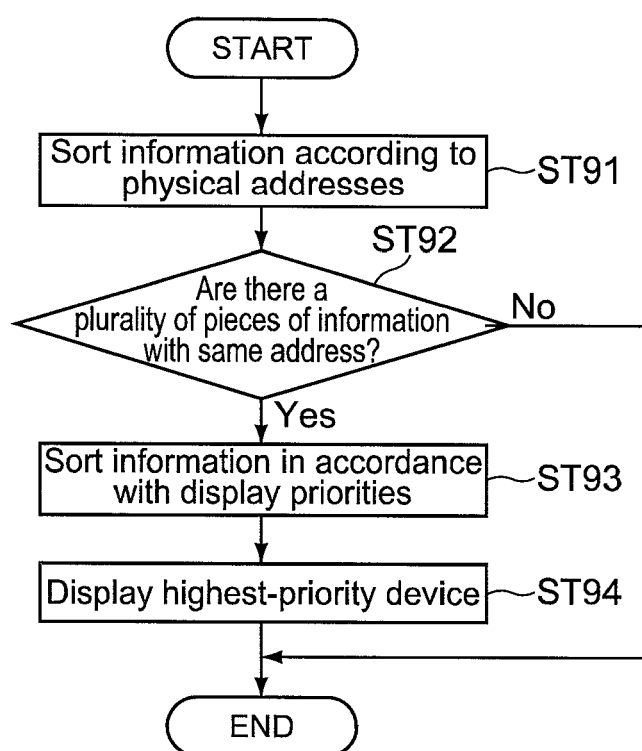 START
Sort information according to
physical addresses
ST91
ST92
Are there a
plurality of pieces of information
with same address?
No
Yes
Sort information in accordance
with display priorities
ST93
Display highest-priority device
ST94
END